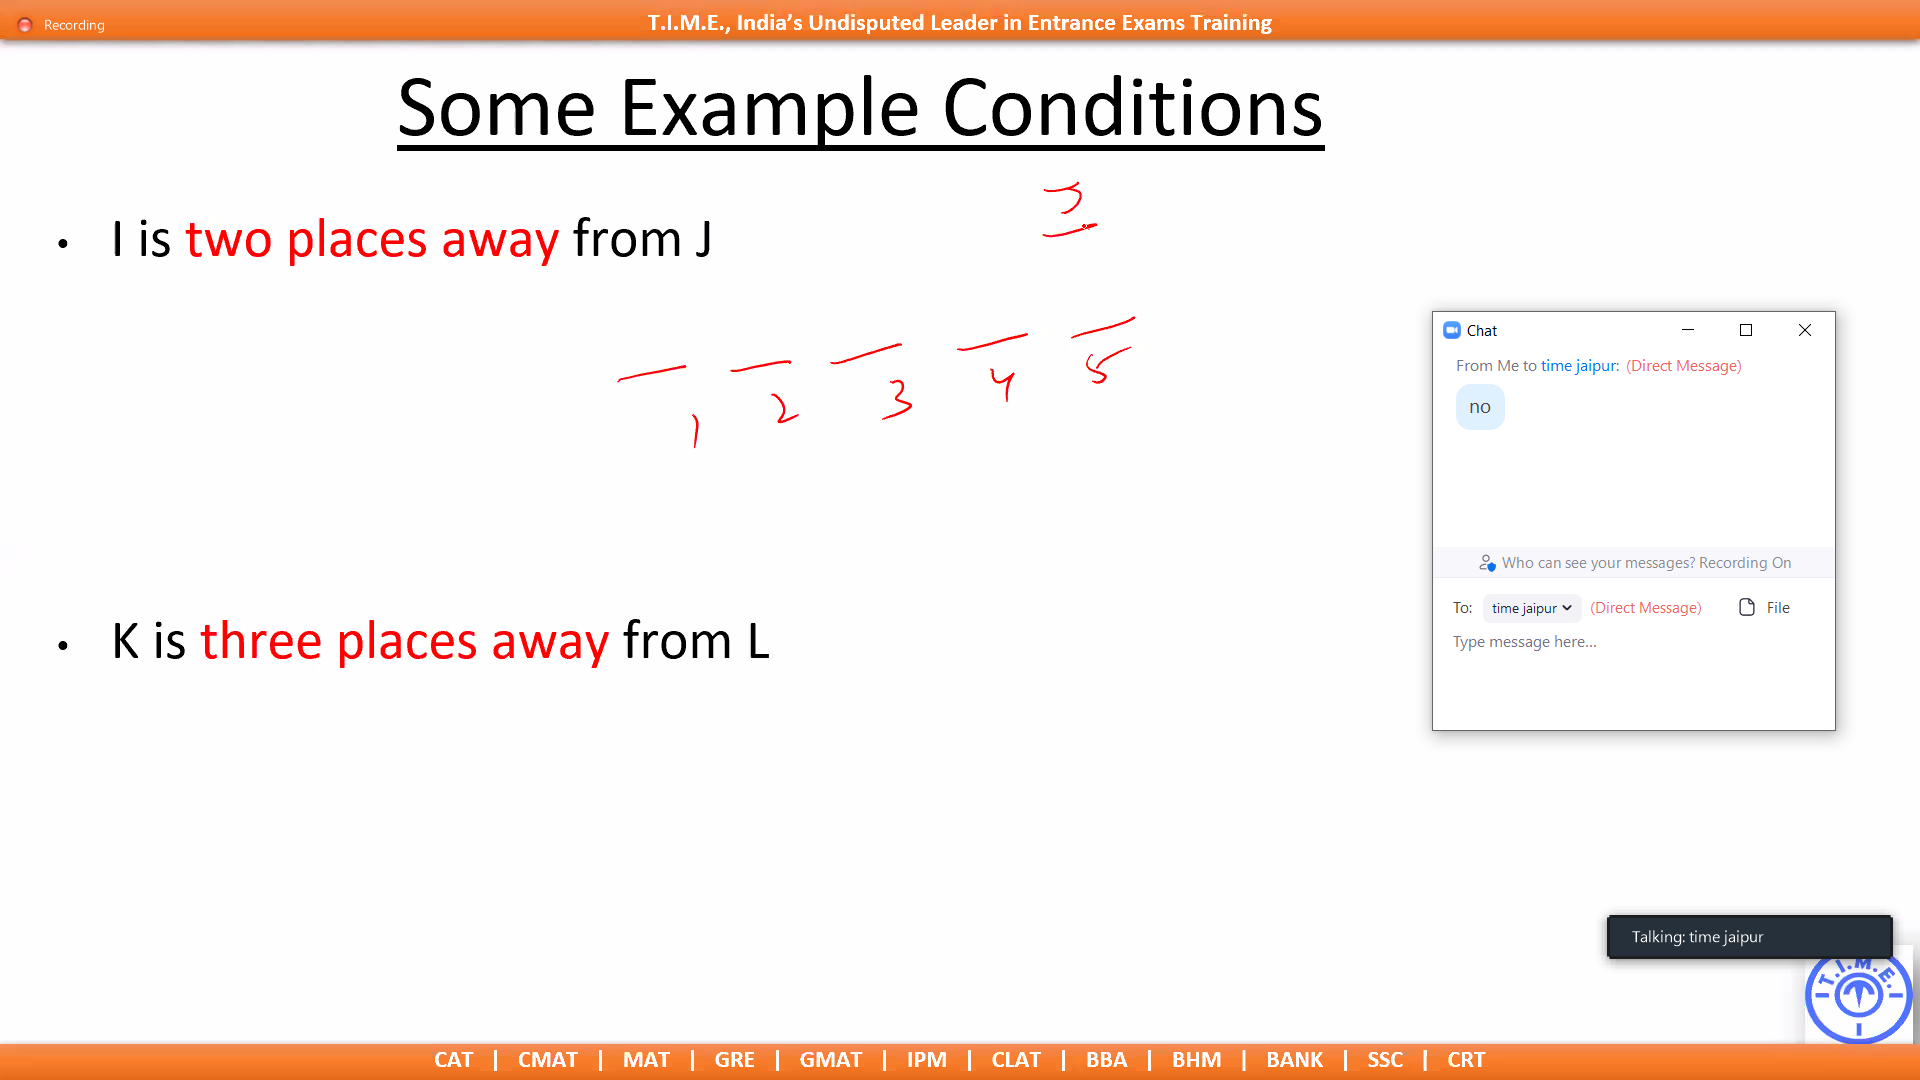 Recording
T.I.M.E., India’s Undisputed Leader in Entrance Exams Training
Some Example Conditions
• I is two places away from J
1 2 3 4 5
• K is three places away from L
Chat
From Me to time jaipur: (Direct Message)
no
Who can see your messages? Recording On
To: time jaipur (Direct Message) File
Type message here...
Talking: time jaipur
T.I.M.E.
CAT | CMAT | MAT | GRE | GMAT | IPM | CLAT | BBA | BHM | BANK | SSC | CRT